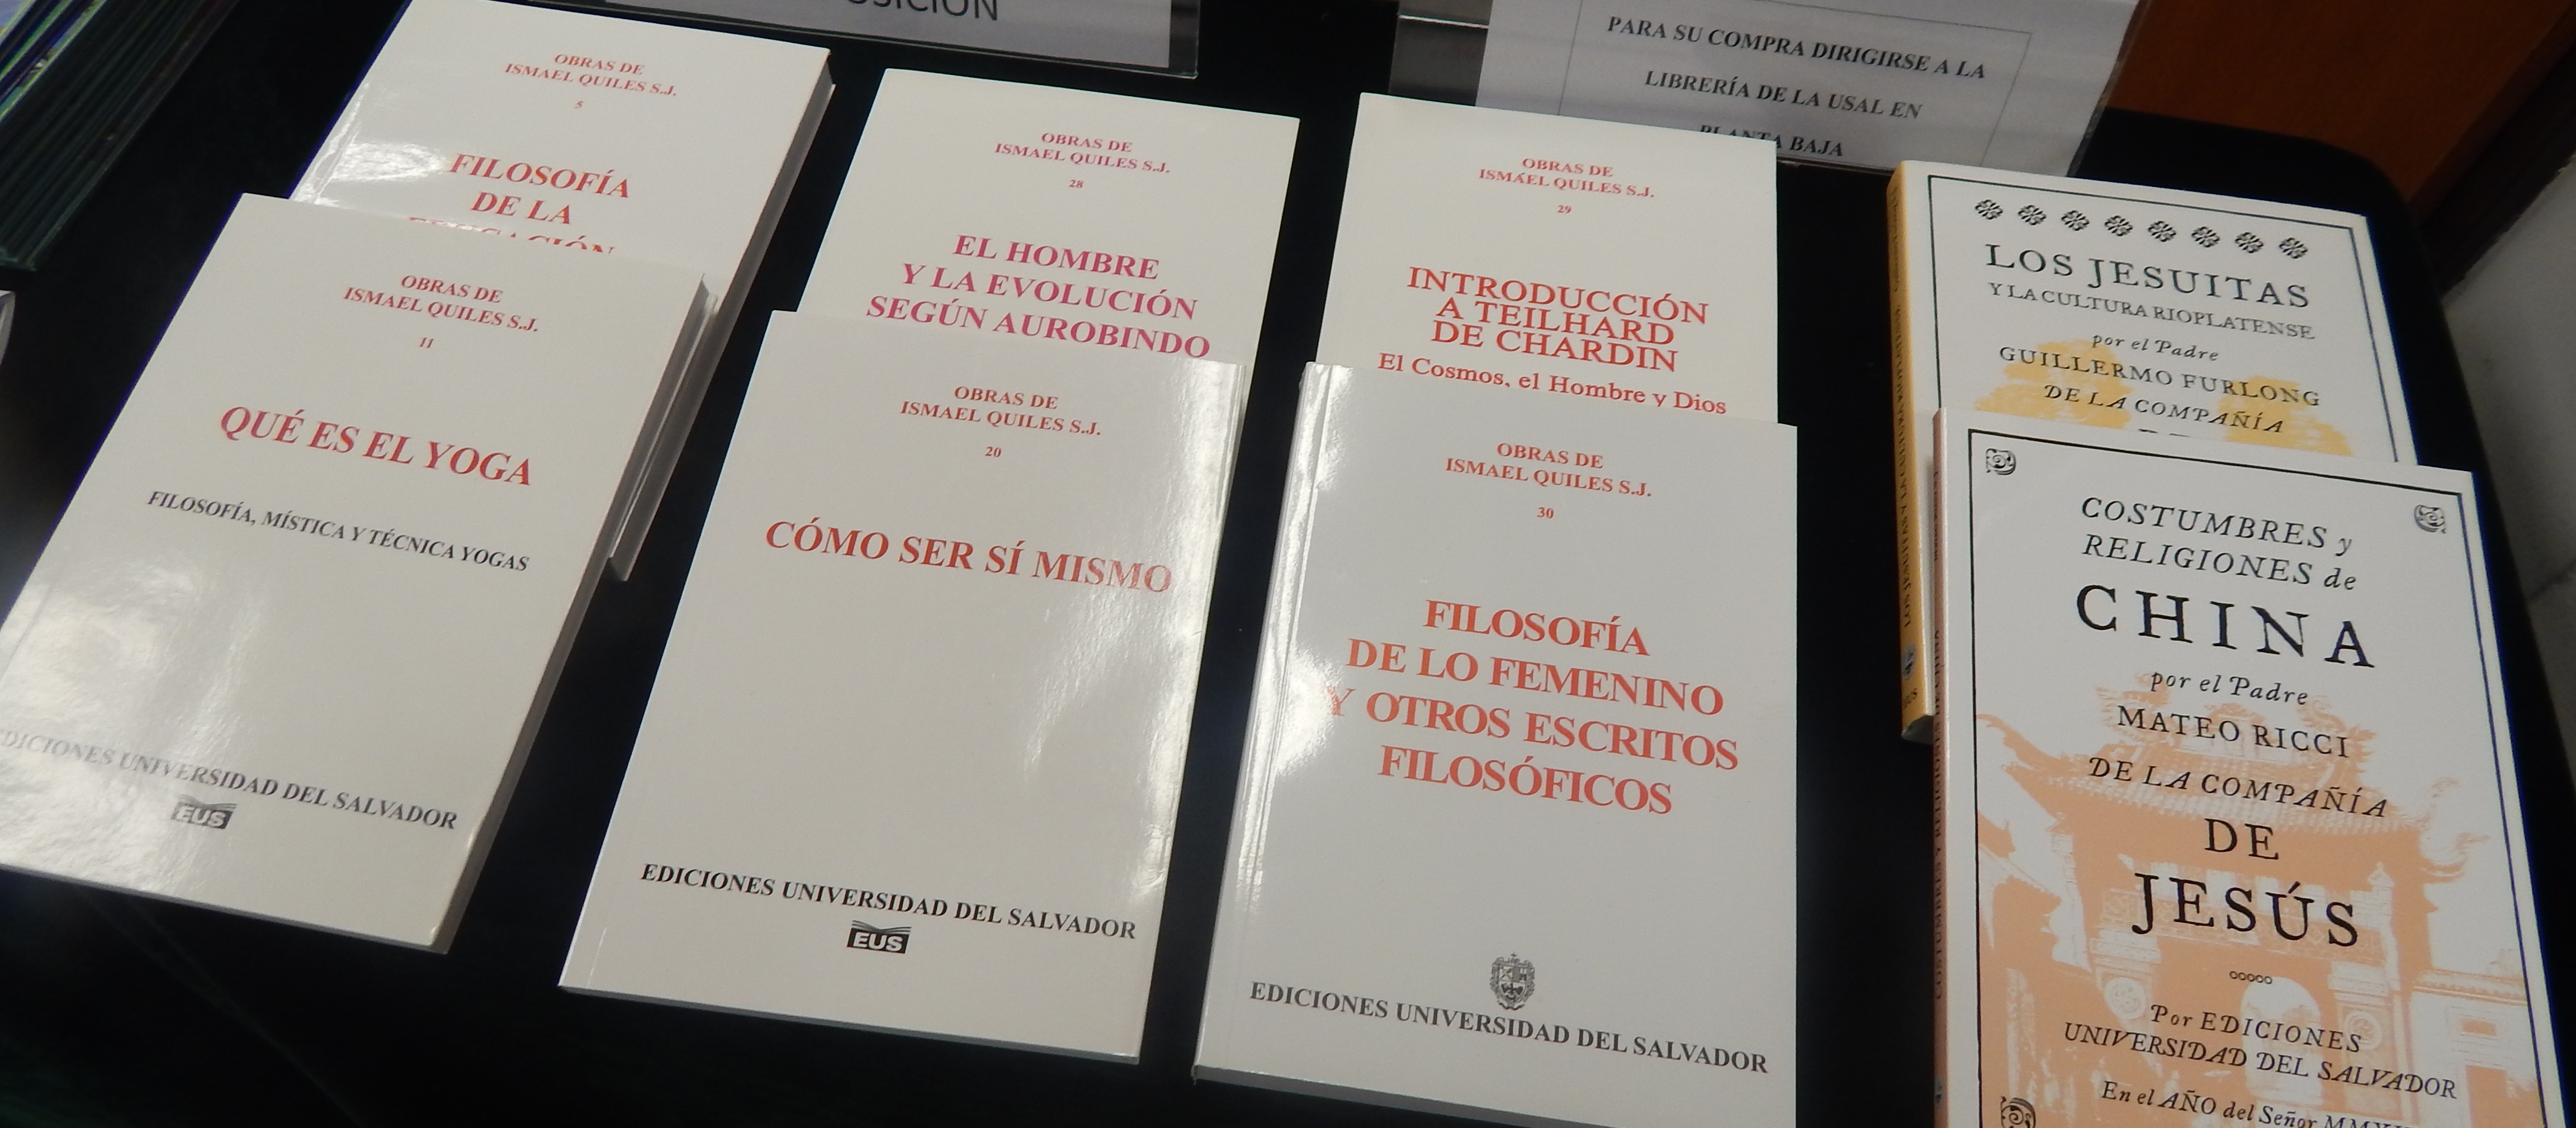 PARA SU COMPRA DIRIGIRSE A LA
LIBRERÍA DE LA USAL EN
PLANTA BAJA
OBRAS DE
ISMAEL QUILES S.J.
5
FILOSOFÍA
DE LA
OBRAS DE
ISMAEL QUILES S.J.
28
EL HOMBRE
Y LA EVOLUCIÓN
SEGÚN AUROBINDO
OBRAS DE
ISMAEL QUILES S.J.
29
INTRODUCCIÓN
A TEILHARD
DE CHARDIN
El Cosmos, el Hombre y Dios
LOS JESUITAS
Y LA CULTURA RIOPLATENSE
por el Padre
GUILLERMO FURLONG
DE LA COMPAÑÍA
OBRAS DE
ISMAEL QUILES S.J.
11
QUÉ ES EL YOGA
FILOSOFÍA, MÍSTICA Y TÉCNICA YOGAS
EDICIONES UNIVERSIDAD DEL SALVADOR
EUS
OBRAS DE
ISMAEL QUILES S.J.
20
CÓMO SER SÍ MISMO
EDICIONES UNIVERSIDAD DEL SALVADOR
EUS
OBRAS DE
ISMAEL QUILES S.J.
30
FILOSOFÍA
DE LO FEMENINO
Y OTROS ESCRITOS
FILOSÓFICOS
EDICIONES UNIVERSIDAD DEL SALVADOR
COSTUMBRES y
RELIGIONES de
CHINA
por el Padre
MATEO RICCI
DE LA COMPAÑÍA
DE
JESÚS
Por EDICIONES
UNIVERSIDAD DEL SALVADOR
En el AÑO del Señor